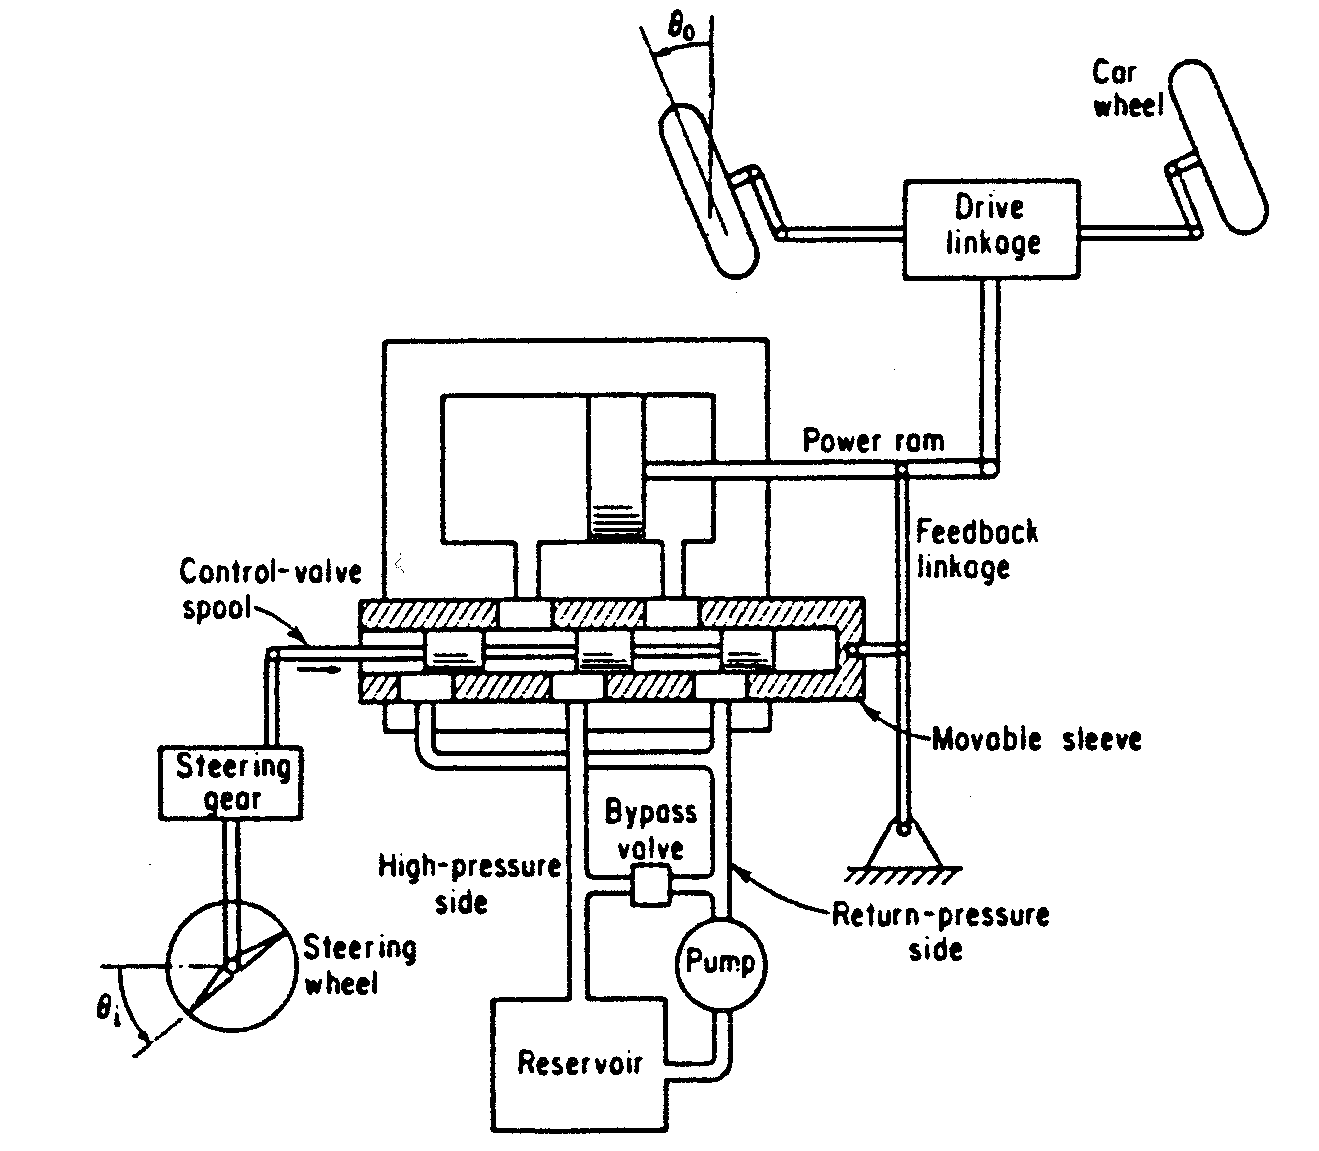 θo
Car
wheel
Drive
linkage
Power ram
Feedback
linkage
Control-valve
spool
Movable sleeve
Steering
gear
Bypass
valve
High-pressure
side
Return-pressure
side
Steering
wheel
Pump
θi
Reservoir